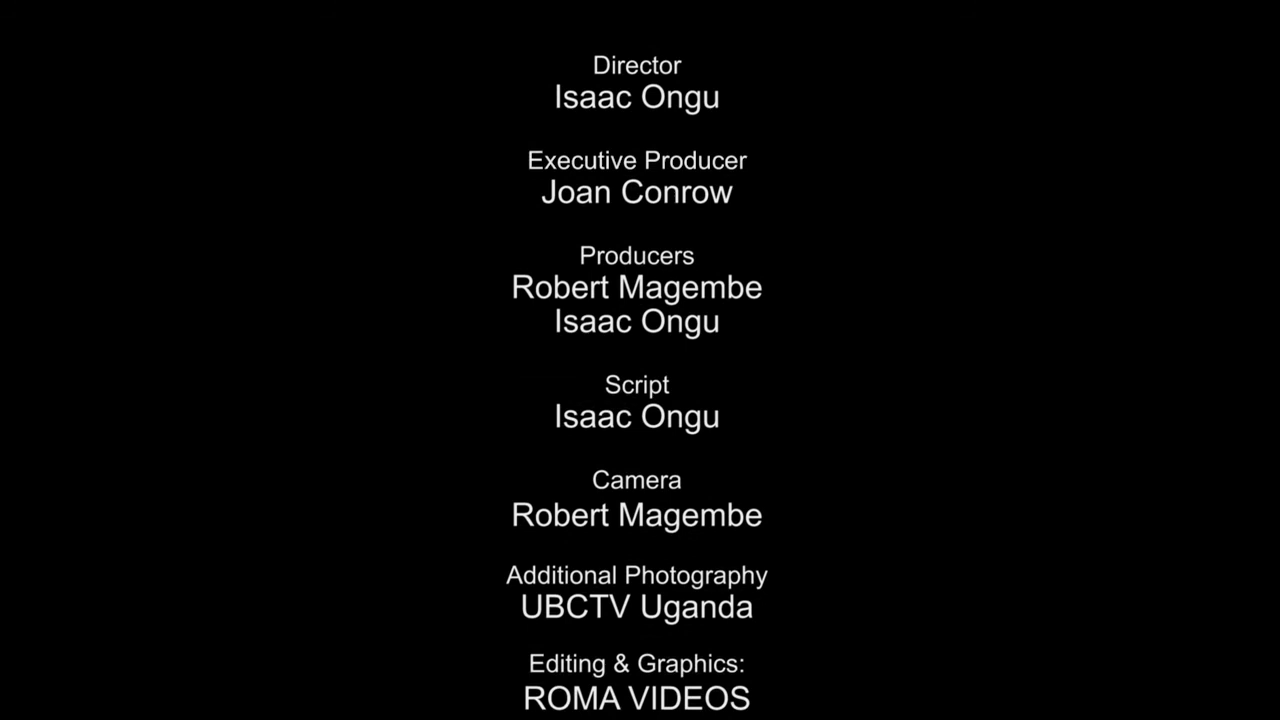 Director
Isaac Ongu
Executive Producer
Joan Conrow
Producers
Robert Magembe
Isaac Ongu
Script
Isaac Ongu
Camera
Robert Magembe
Additional Photography
UBCTV Uganda
Editing & Graphics:
ROMA VIDEOS